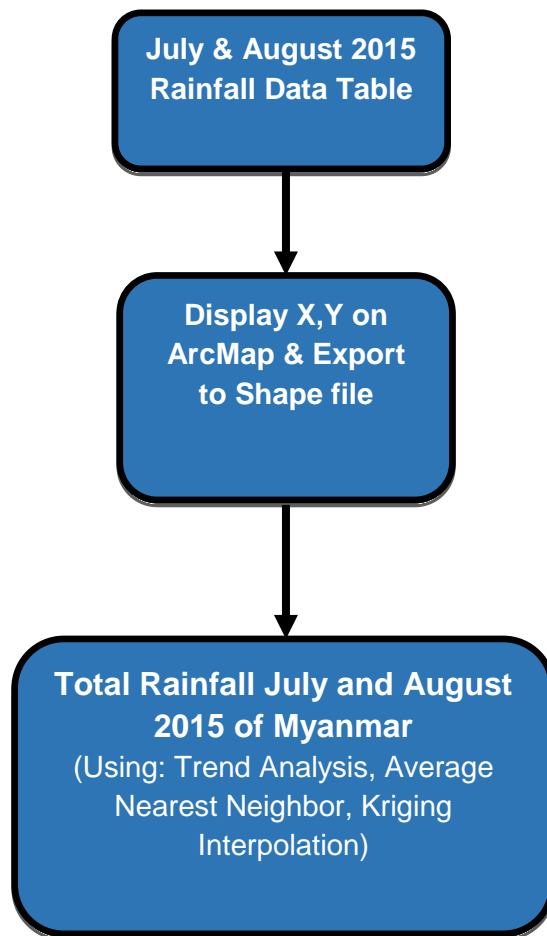 July & August 2015
Rainfall Data Table
Display X,Y on
ArcMap & Export
to Shape file
Total Rainfall July and August
2015 of Myanmar
(Using: Trend Analysis, Average
Nearest Neighbor, Kriging
Interpolation)